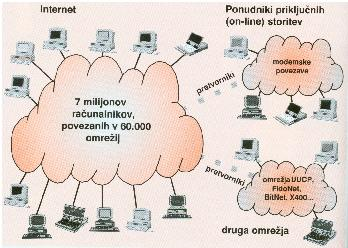 Internet
Ponudniki priključnih
(on-line) storitev
7 milijonov
računalnikov,
povezanih v 60.000
omrežij
pretvorniki
modemske
povezave
pretvorniki
omrežja UUCP,
FidoNet,
BitNet, X400...
druga omrežja